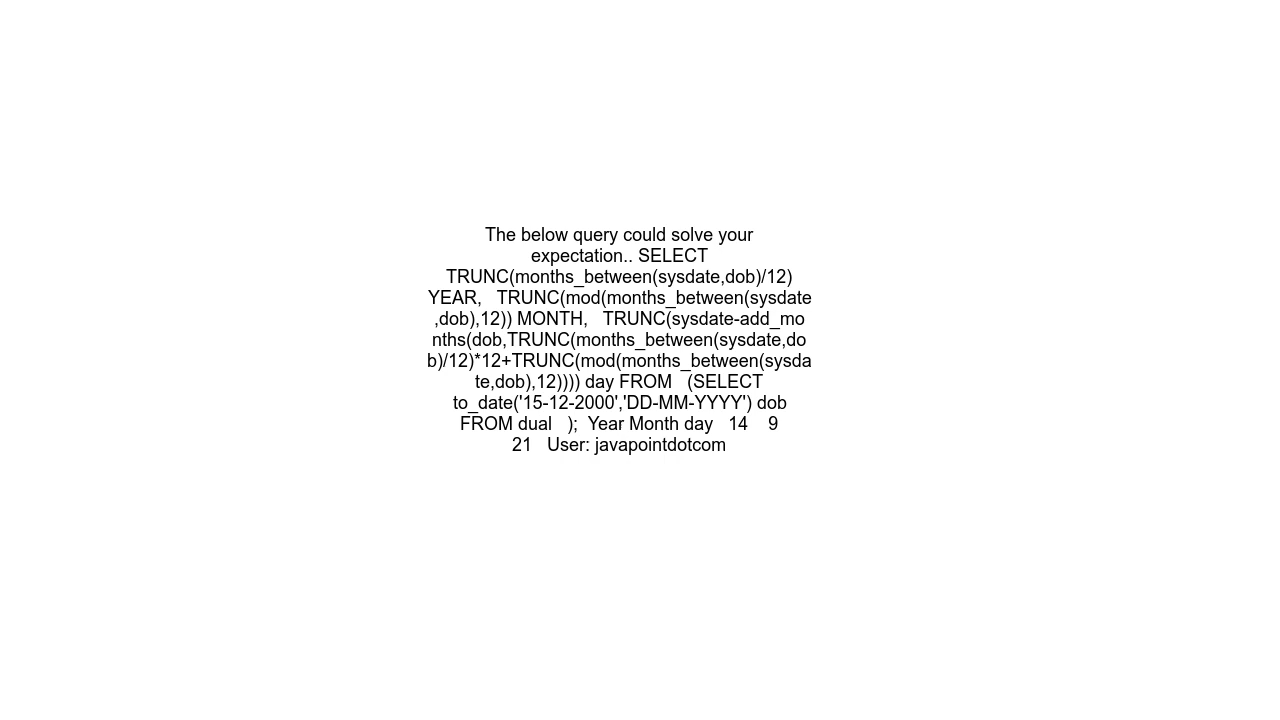 The below query could solve your
expectation.. SELECT
TRUNC(months_between(sysdate,dob)/12)
YEAR,   TRUNC(mod(months_between(sysdate
,dob),12)) MONTH,   TRUNC(sysdate-add_mo
nths(dob,TRUNC(months_between(sysdate,do
b)/12)*12+TRUNC(mod(months_between(sysda
te,dob),12)))) day FROM   (SELECT
to_date('15-12-2000','DD-MM-YYYY') dob
FROM dual   );  Year Month day   14    9
21   User: javapointdotcom